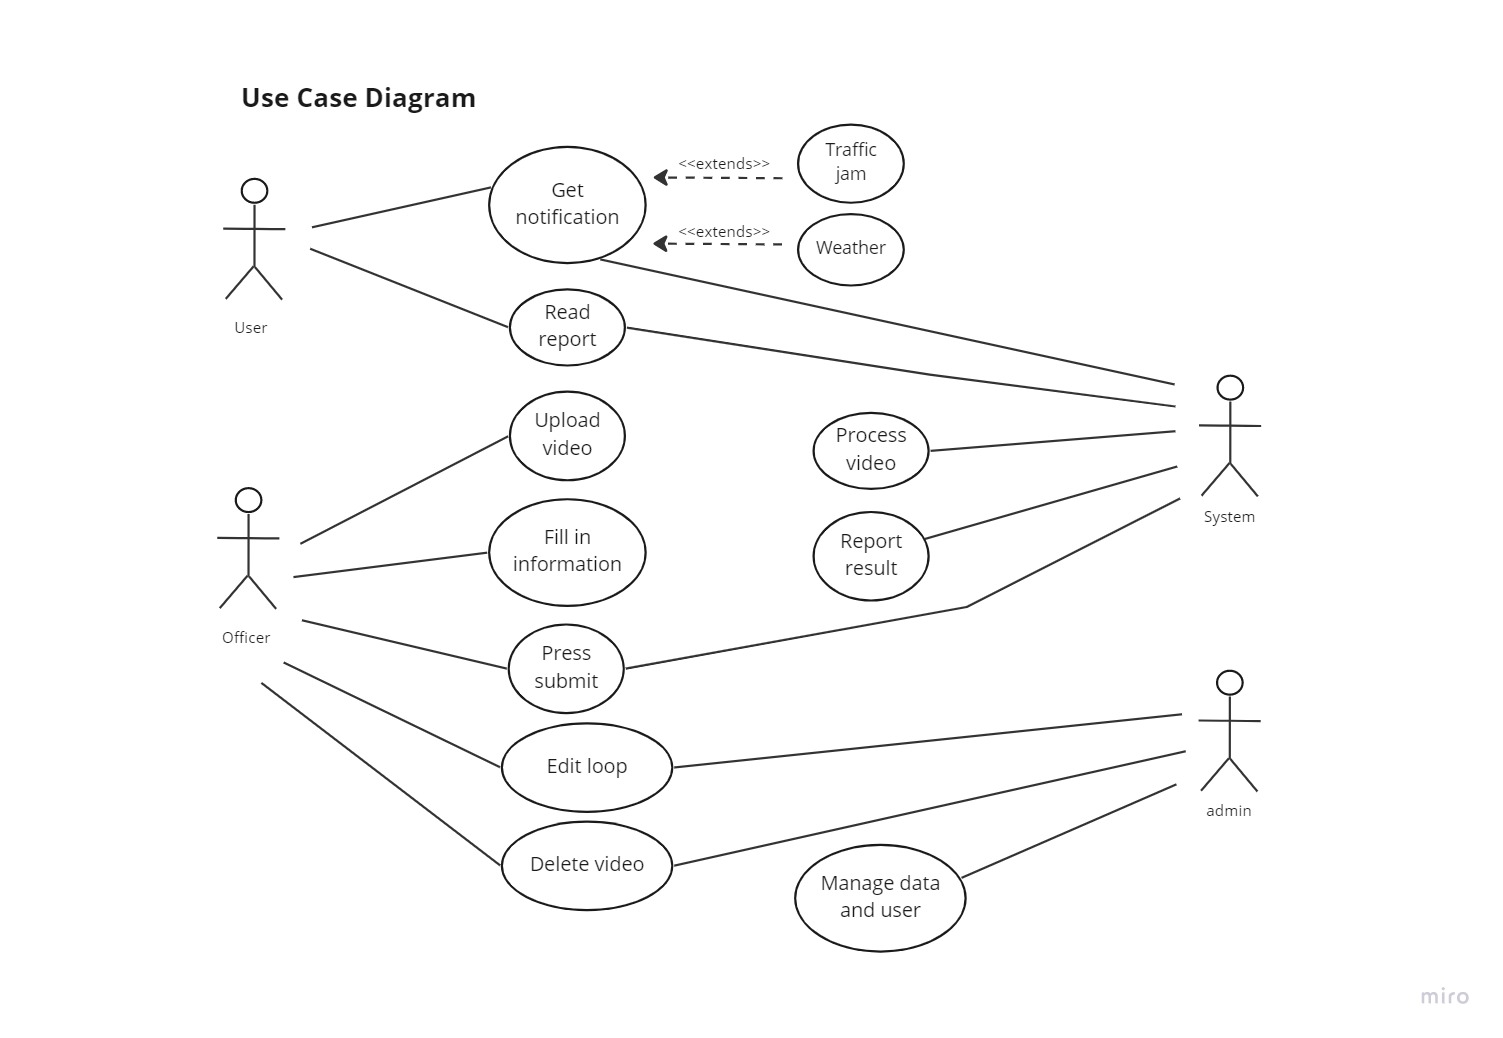 Use Case Diagram
User
Get
notification
<<extends>>
Traffic
jam
<<extends>>
Weather
Read
report
Upload
video
Process
video
System
Officer
Fill in
information
Report
result
Press
submit
Edit loop
admin
Delete video
Manage data
and user
miro